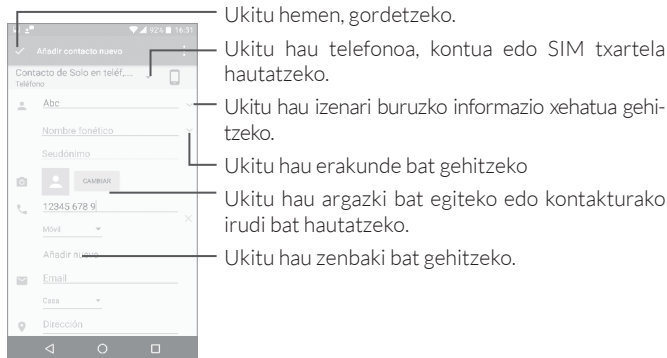 92% 16:31
Añadir contacto nuevo
Contacto de Solo en teléf,...
Teléfono
Abc
Nombre fonético
Seudónimo
CAMBIAR
12345 678 9
Móvil
Añadir nuevo
Email
Casa
Dirección
Ukitu hemen, gordetzeko.
Ukitu hau telefonoa, kontua edo SIM txartela
hautatzeko.
Ukitu hau izenari buruzko informazio xehatua gehi-
tzeko.
Ukitu hau erakunde bat gehitzeko
Ukitu hau argazki bat egiteko edo kontakturako
irudi bat hautatzeko.
Ukitu hau zenbaki bat gehitzeko.